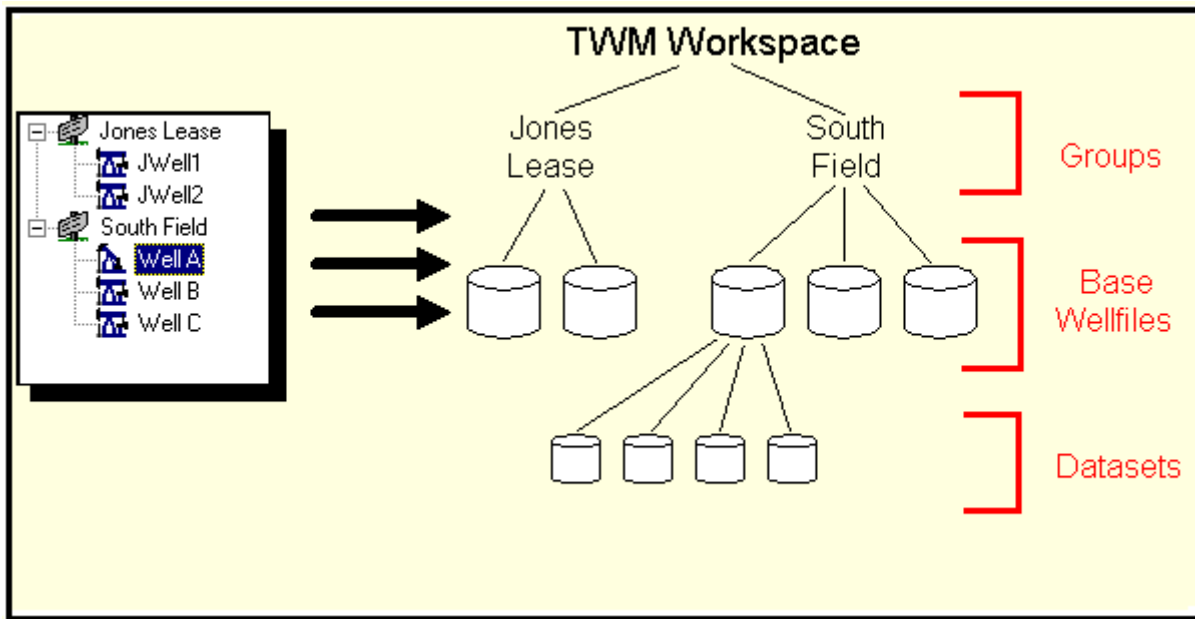 TWM Workspace
Jones Lease
JWell1
JWell2
South Field
Well A
Well B
Well C
Jones
Lease
South
Field
Groups
Base
Wellfiles
Datasets